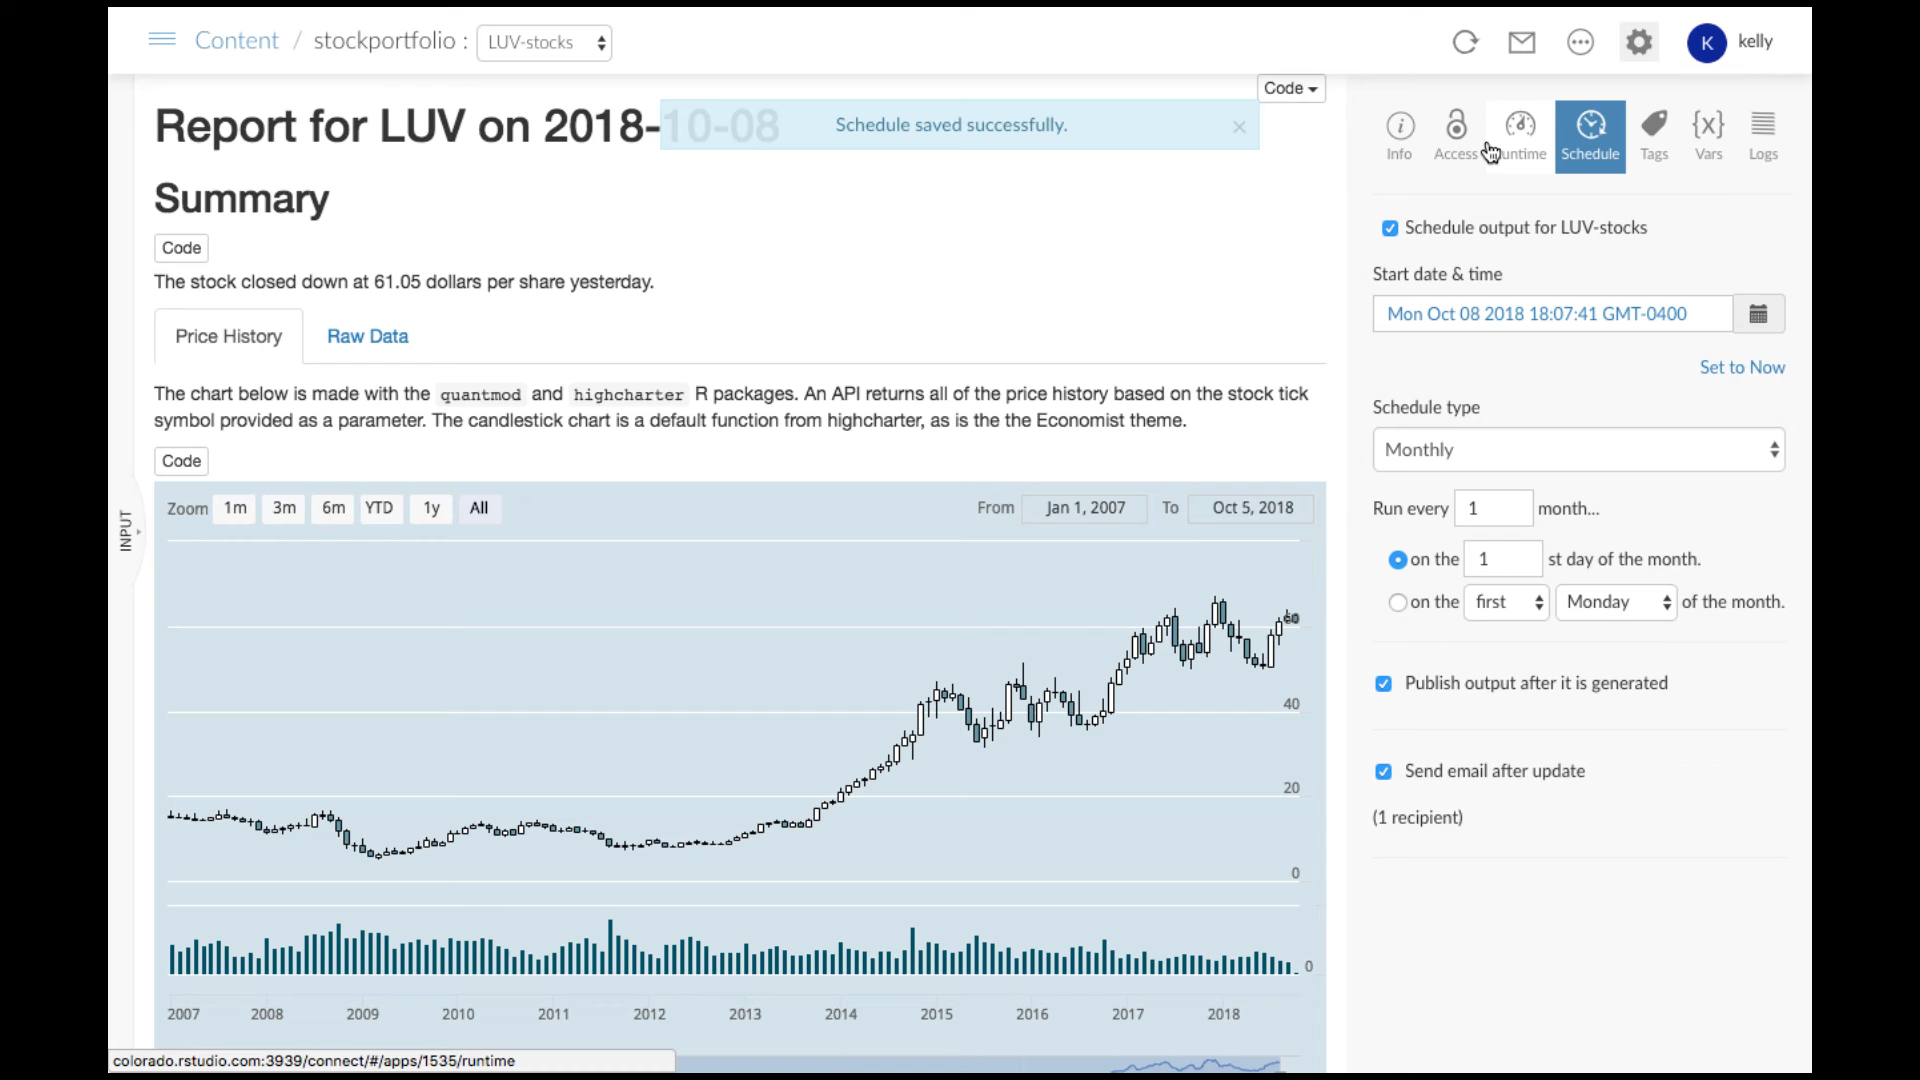 Content / stockportfolio : LUV-stocks
K kelly
Code
Report for LUV on 2018-10-08
Schedule saved successfully. ×
Summary
Code
The stock closed down at 61.05 dollars per share yesterday.
Price History Raw Data
The chart below is made with the quantmod and highcharter R packages. An API returns all of the price history based on the stock tick
symbol provided as a parameter. The candlestick chart is a default function from highcharter, as is the the Economist theme.
Code
INPUT
Zoom 1m 3m 6m YTD 1y All From Jan 1, 2007 To Oct 5, 2018
60
40
20
0
0
2007 2008 2009 2010 2011 2012 2013 2014 2015 2016 2017 2018
colorado.rstudio.com:3939/connect/#/apps/1535/runtime
Info Access untime Schedule Tags Vars Logs
{x}
Schedule output for LUV-stocks
Start date & time
Mon Oct 08 2018 18:07:41 GMT-0400
Set to Now
Schedule type
Monthly
Run every 1 month...
on the 1 st day of the month.
on the first Monday of the month.
Publish output after it is generated
Send email after update
(1 recipient)